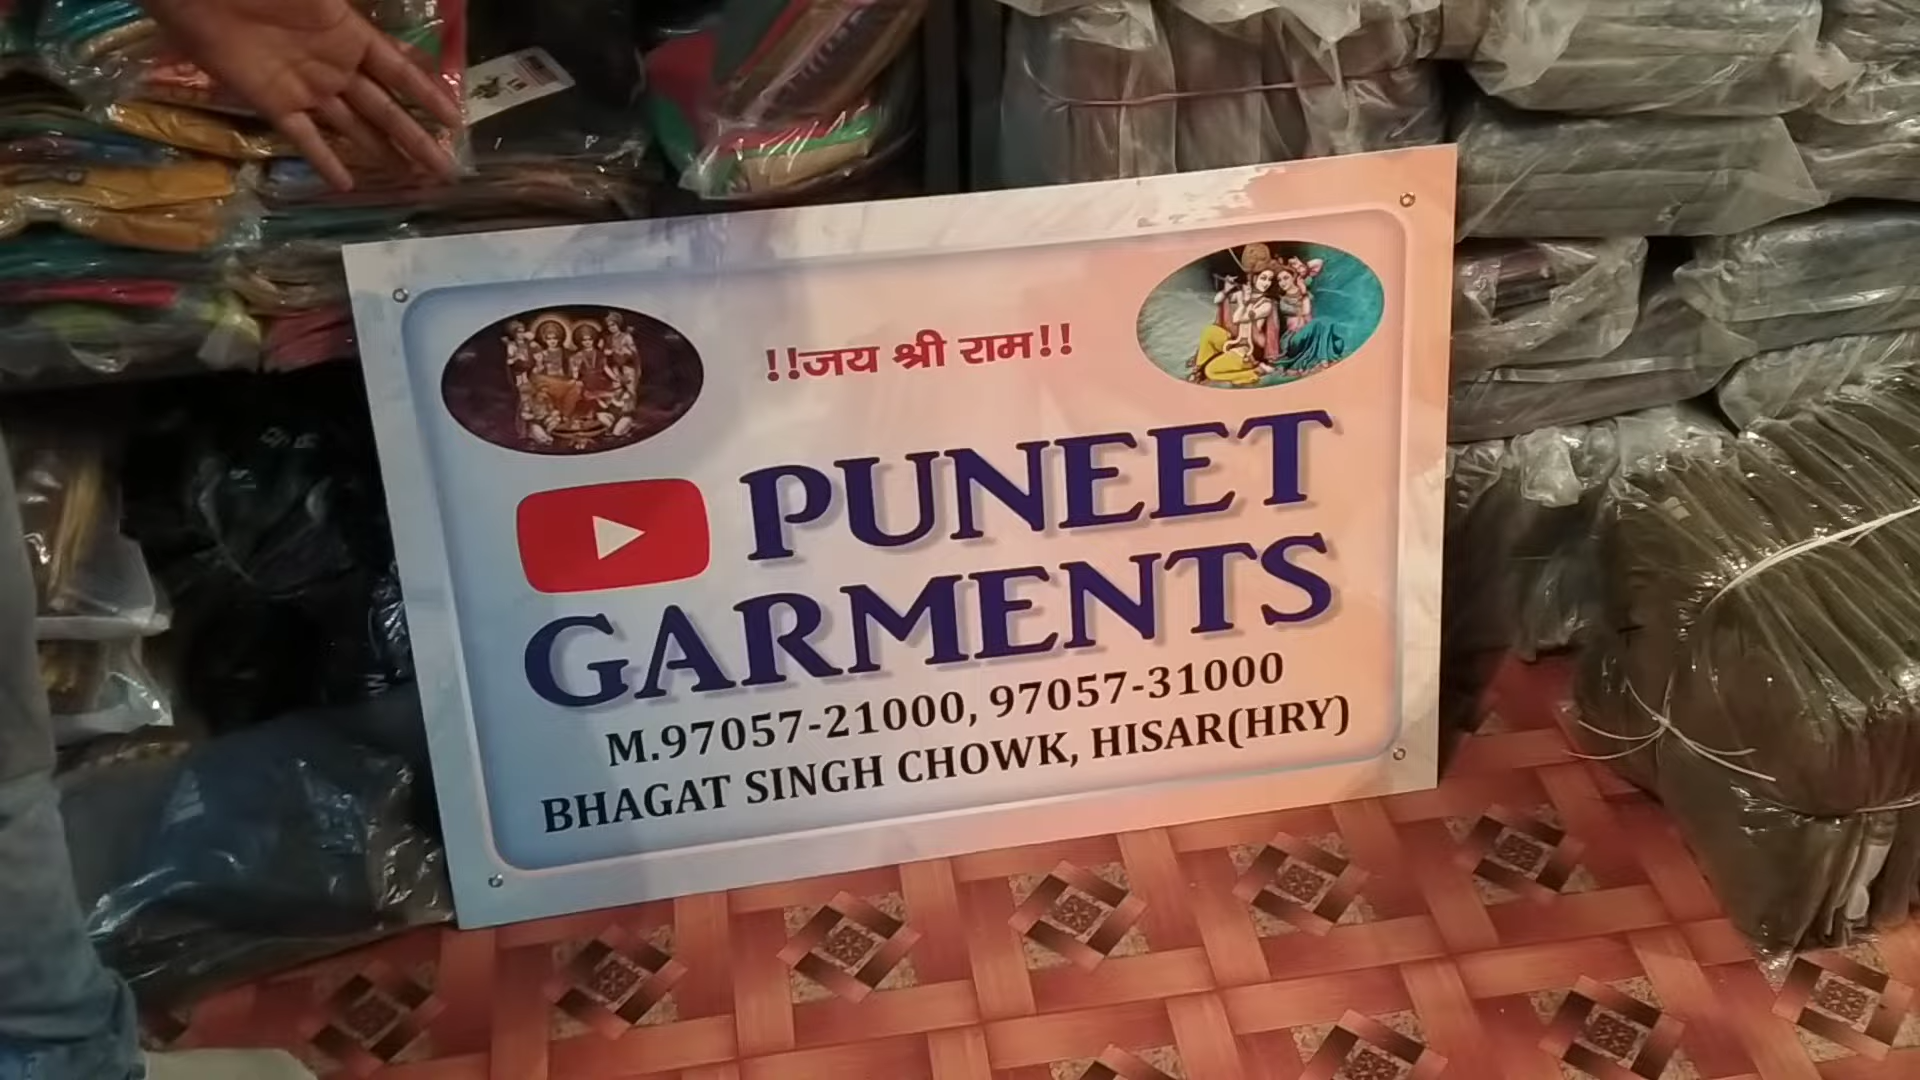 !!जय श्री राम!!
PUNEET
GARMENTS
M.97057-21000, 97057-31000
BHAGAT SINGH CHOWK, HISAR(HRY)